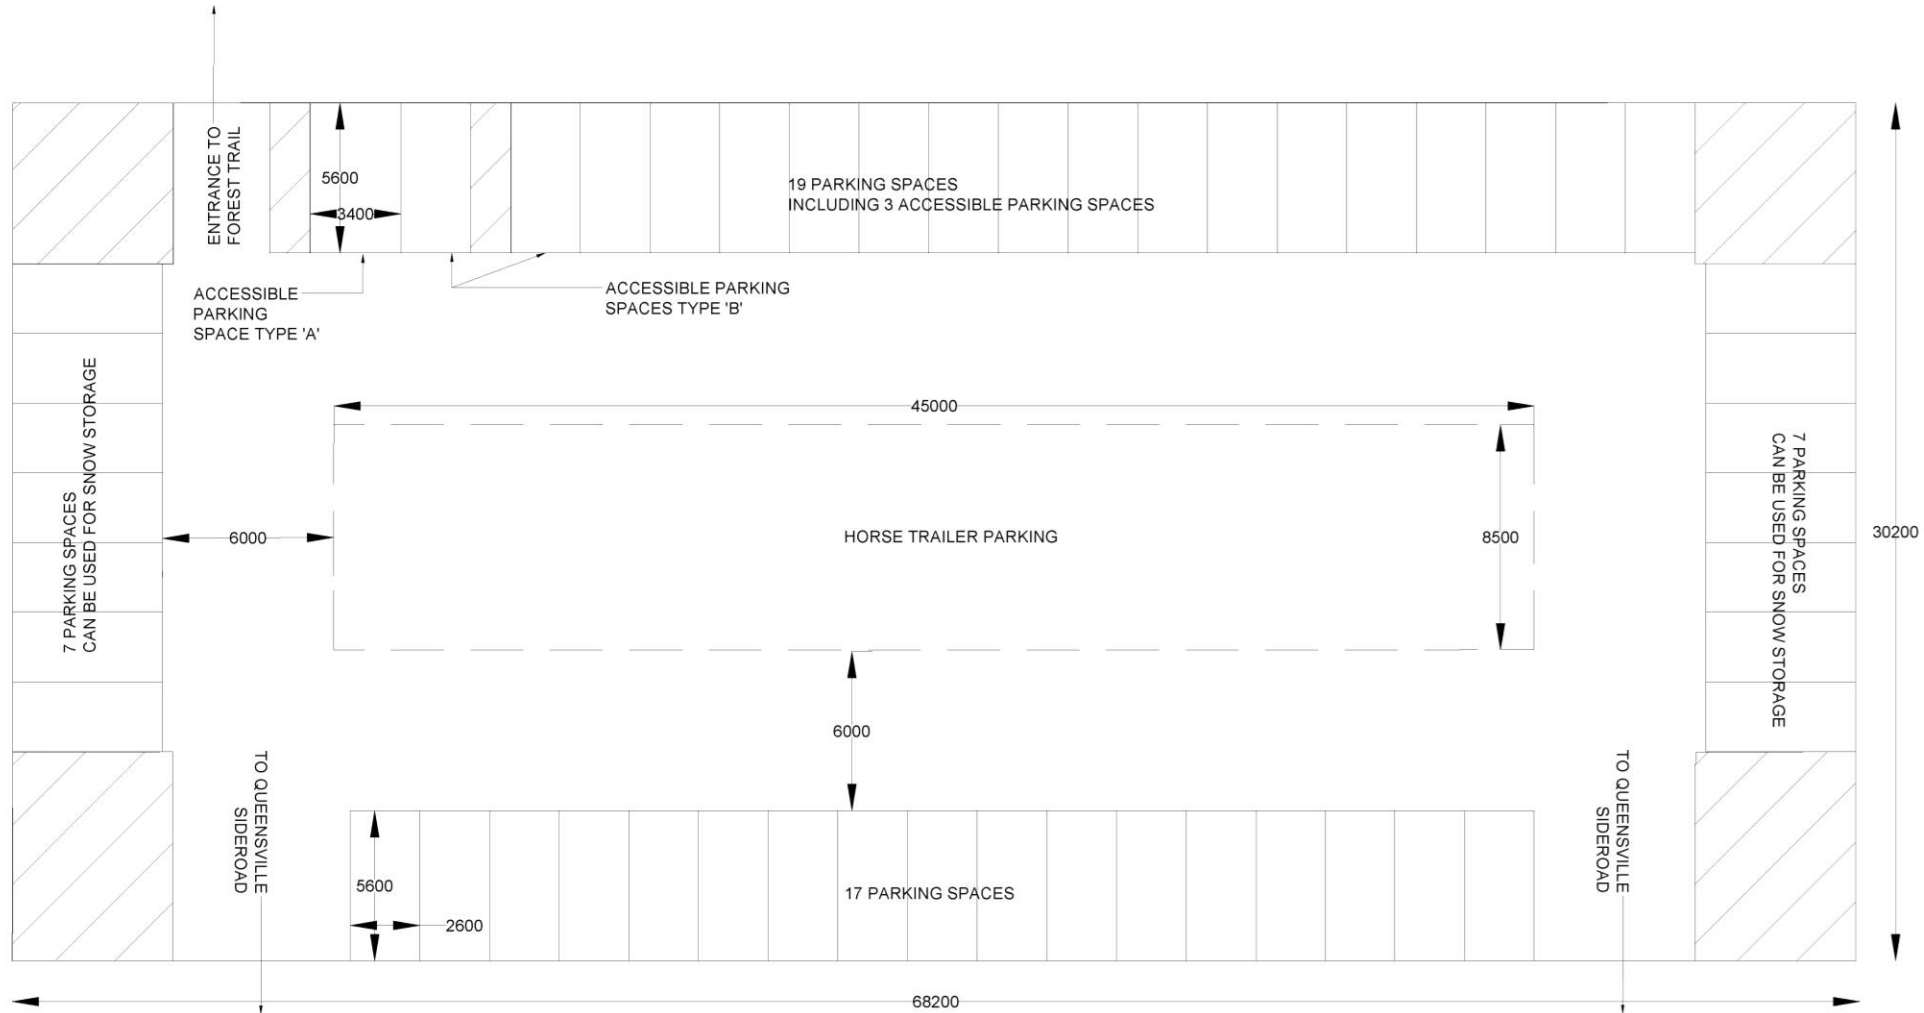 ENTRANCE TO
FOREST TRAIL
5600
3400
19 PARKING SPACES
INCLUDING 3 ACCESSIBLE PARKING SPACES
ACCESSIBLE
PARKING
SPACE TYPE 'A'
ACCESSIBLE PARKING
SPACES TYPE 'B'
45000
7 PARKING SPACES
CAN BE USED FOR SNOW STORAGE
6000
HORSE TRAILER PARKING
8500
7 PARKING SPACES
CAN BE USED FOR SNOW STORAGE
30200
6000
TO QUEENSVILLE
SIDEROAD
TO QUEENSVILLE
SIDEROAD
5600
2600
17 PARKING SPACES
68200